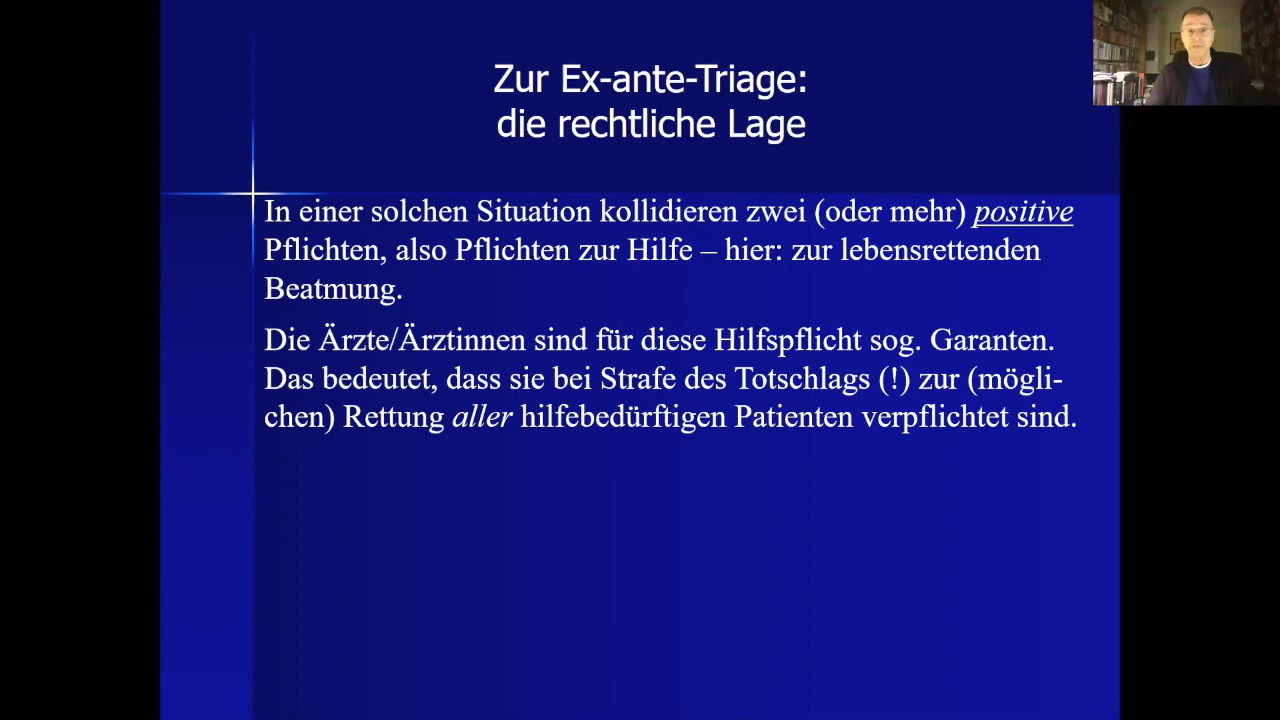 Zur Ex-ante-Triage:
die rechtliche Lage
In einer solchen Situation kollidieren zwei (oder mehr) positive
Pflichten, also Pflichten zur Hilfe – hier: zur lebensrettenden
Beatmung.
Die Ärzte/Ärztinnen sind für diese Hilfspflicht sog. Garanten.
Das bedeutet, dass sie bei Strafe des Totschlags (!) zur (mögli-
chen) Rettung aller hilfebedürftigen Patienten verpflichtet sind.